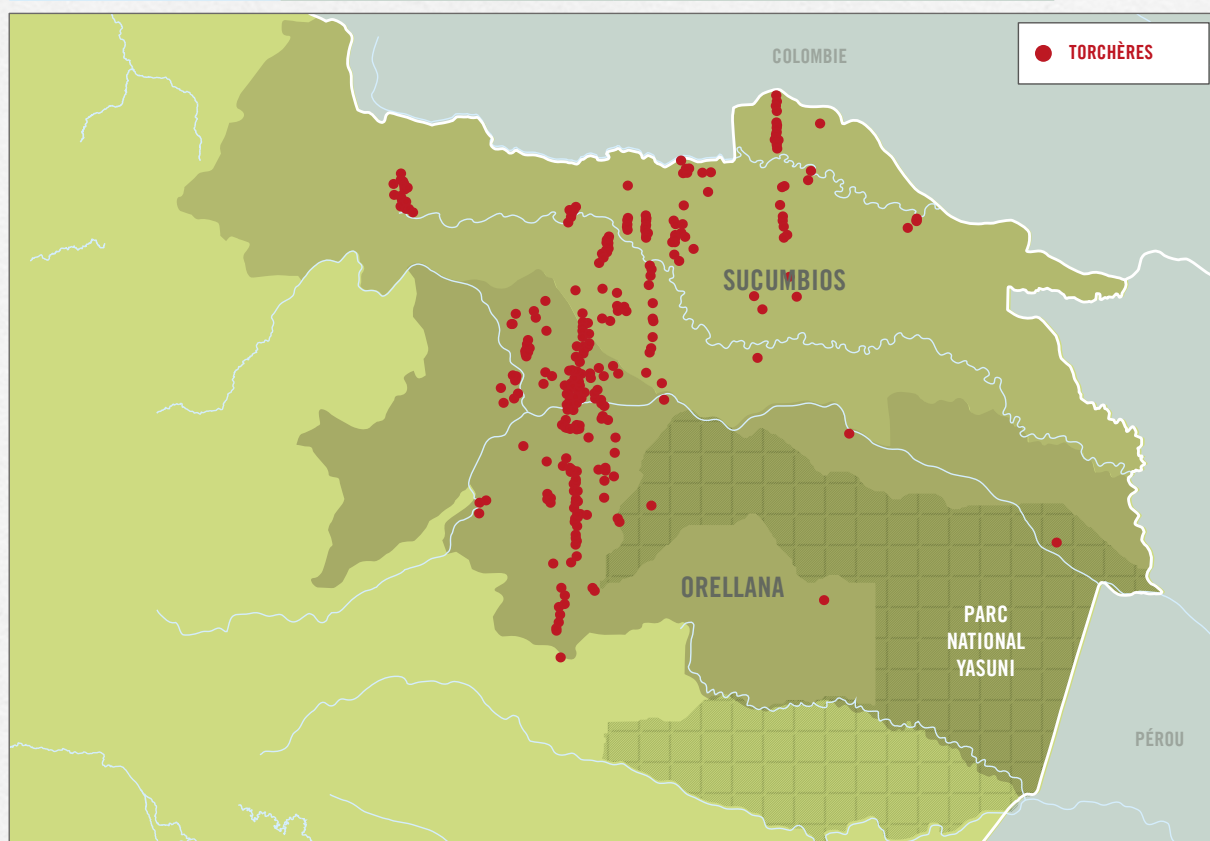 COLOMBIE
TORCHÈRES
SUCUMBIOS
ORELLANA
PARC
NATIONAL
YASUNI
PÉROU